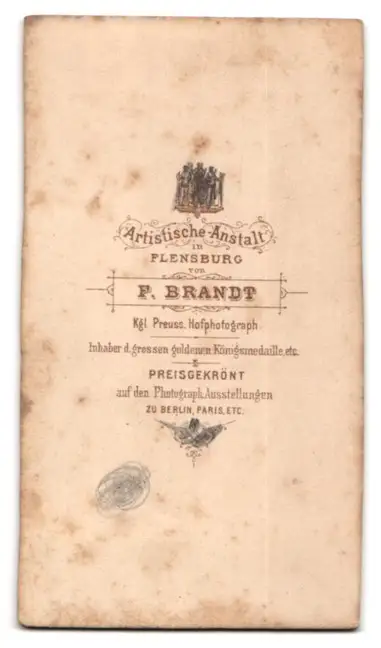 Artistische-Anstalt
in
FLENSBURG
von
F. BRANDT
Kgl. Preuss. Hofphotograph
Inhaber d. grossen goldenen Königsmedaille, etc.
PREISGEKRÖNT
auf den Photograph. Ausstellungen
ZU BERLIN, PARIS, ETC.